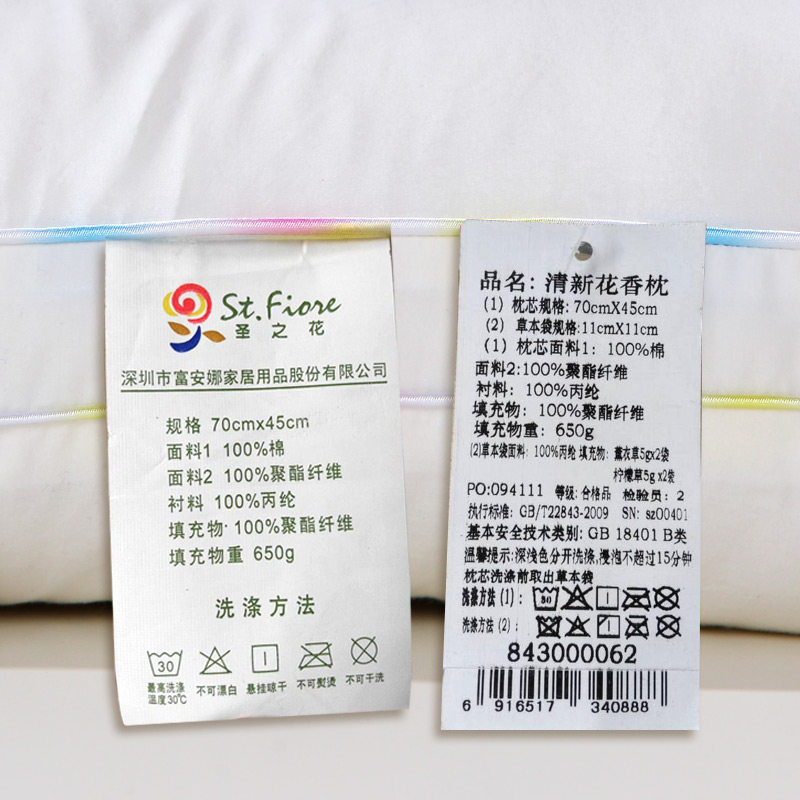 St.Fiore
圣之花
深圳市富安娜家居用品股份有限公司
规格 70cmx45cm
面料1 100%棉
面料2 100%聚酯纤维
衬料 100%丙纶
填充物: 100%聚酯纤维
填充物重 650g
洗涤方法
30
最高洗涤
温度30℃
不可漂白
悬挂晾干
不可熨烫
不可干洗
品名: 清新花香枕
(1) 枕芯规格: 70cmX45cm
(2) 草本袋规格:11cmX11cm
(1) 枕芯面料1: 100%棉
面料2:100%聚酯纤维
衬料: 100%丙纶
填充物: 100%聚酯纤维
填充物重: 650g
(2)草本袋面料: 100%丙纶 填充物: 薰衣草5gx2袋
柠檬草5g x2袋
PO:094111 等级: 合格品 检验员: 2
执行标准: GB/T22843-2009 SN: sz00401
基本安全技术类别: GB 18401 B类
温馨提示:深浅色分开洗涤,浸泡不超过15分钟
枕芯洗涤前取出草本袋
洗涤方法 (1): 30
洗涤方法 (2):
843000062
6 916517 340888